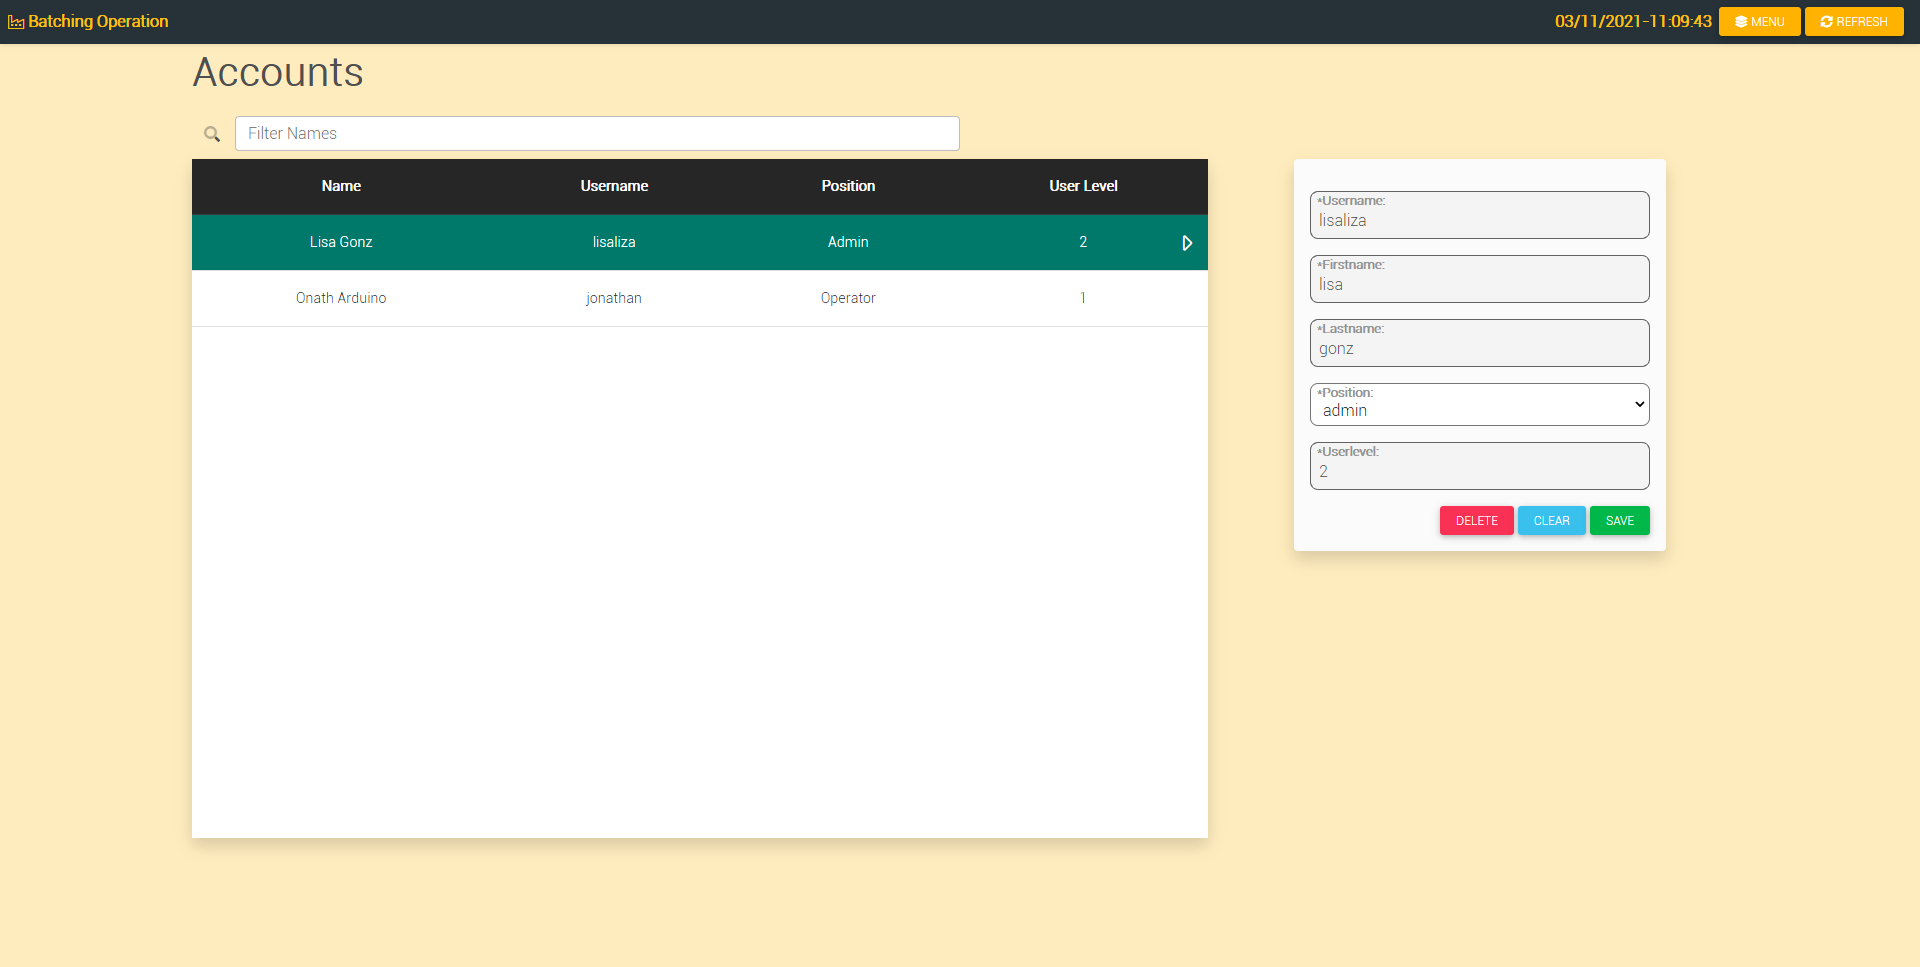 Batching Operation
03/11/2021-11:09:43 MENU REFRESH
Accounts
Filter Names
Name Username Position User Level
Lisa Gonz lisaliza Admin 2
Onath Arduino jonathan Operator 1
*Username:
lisaliza
*Firstname:
lisa
*Lastname:
gonz
*Position:
admin
*Userlevel:
2
DELETE CLEAR SAVE